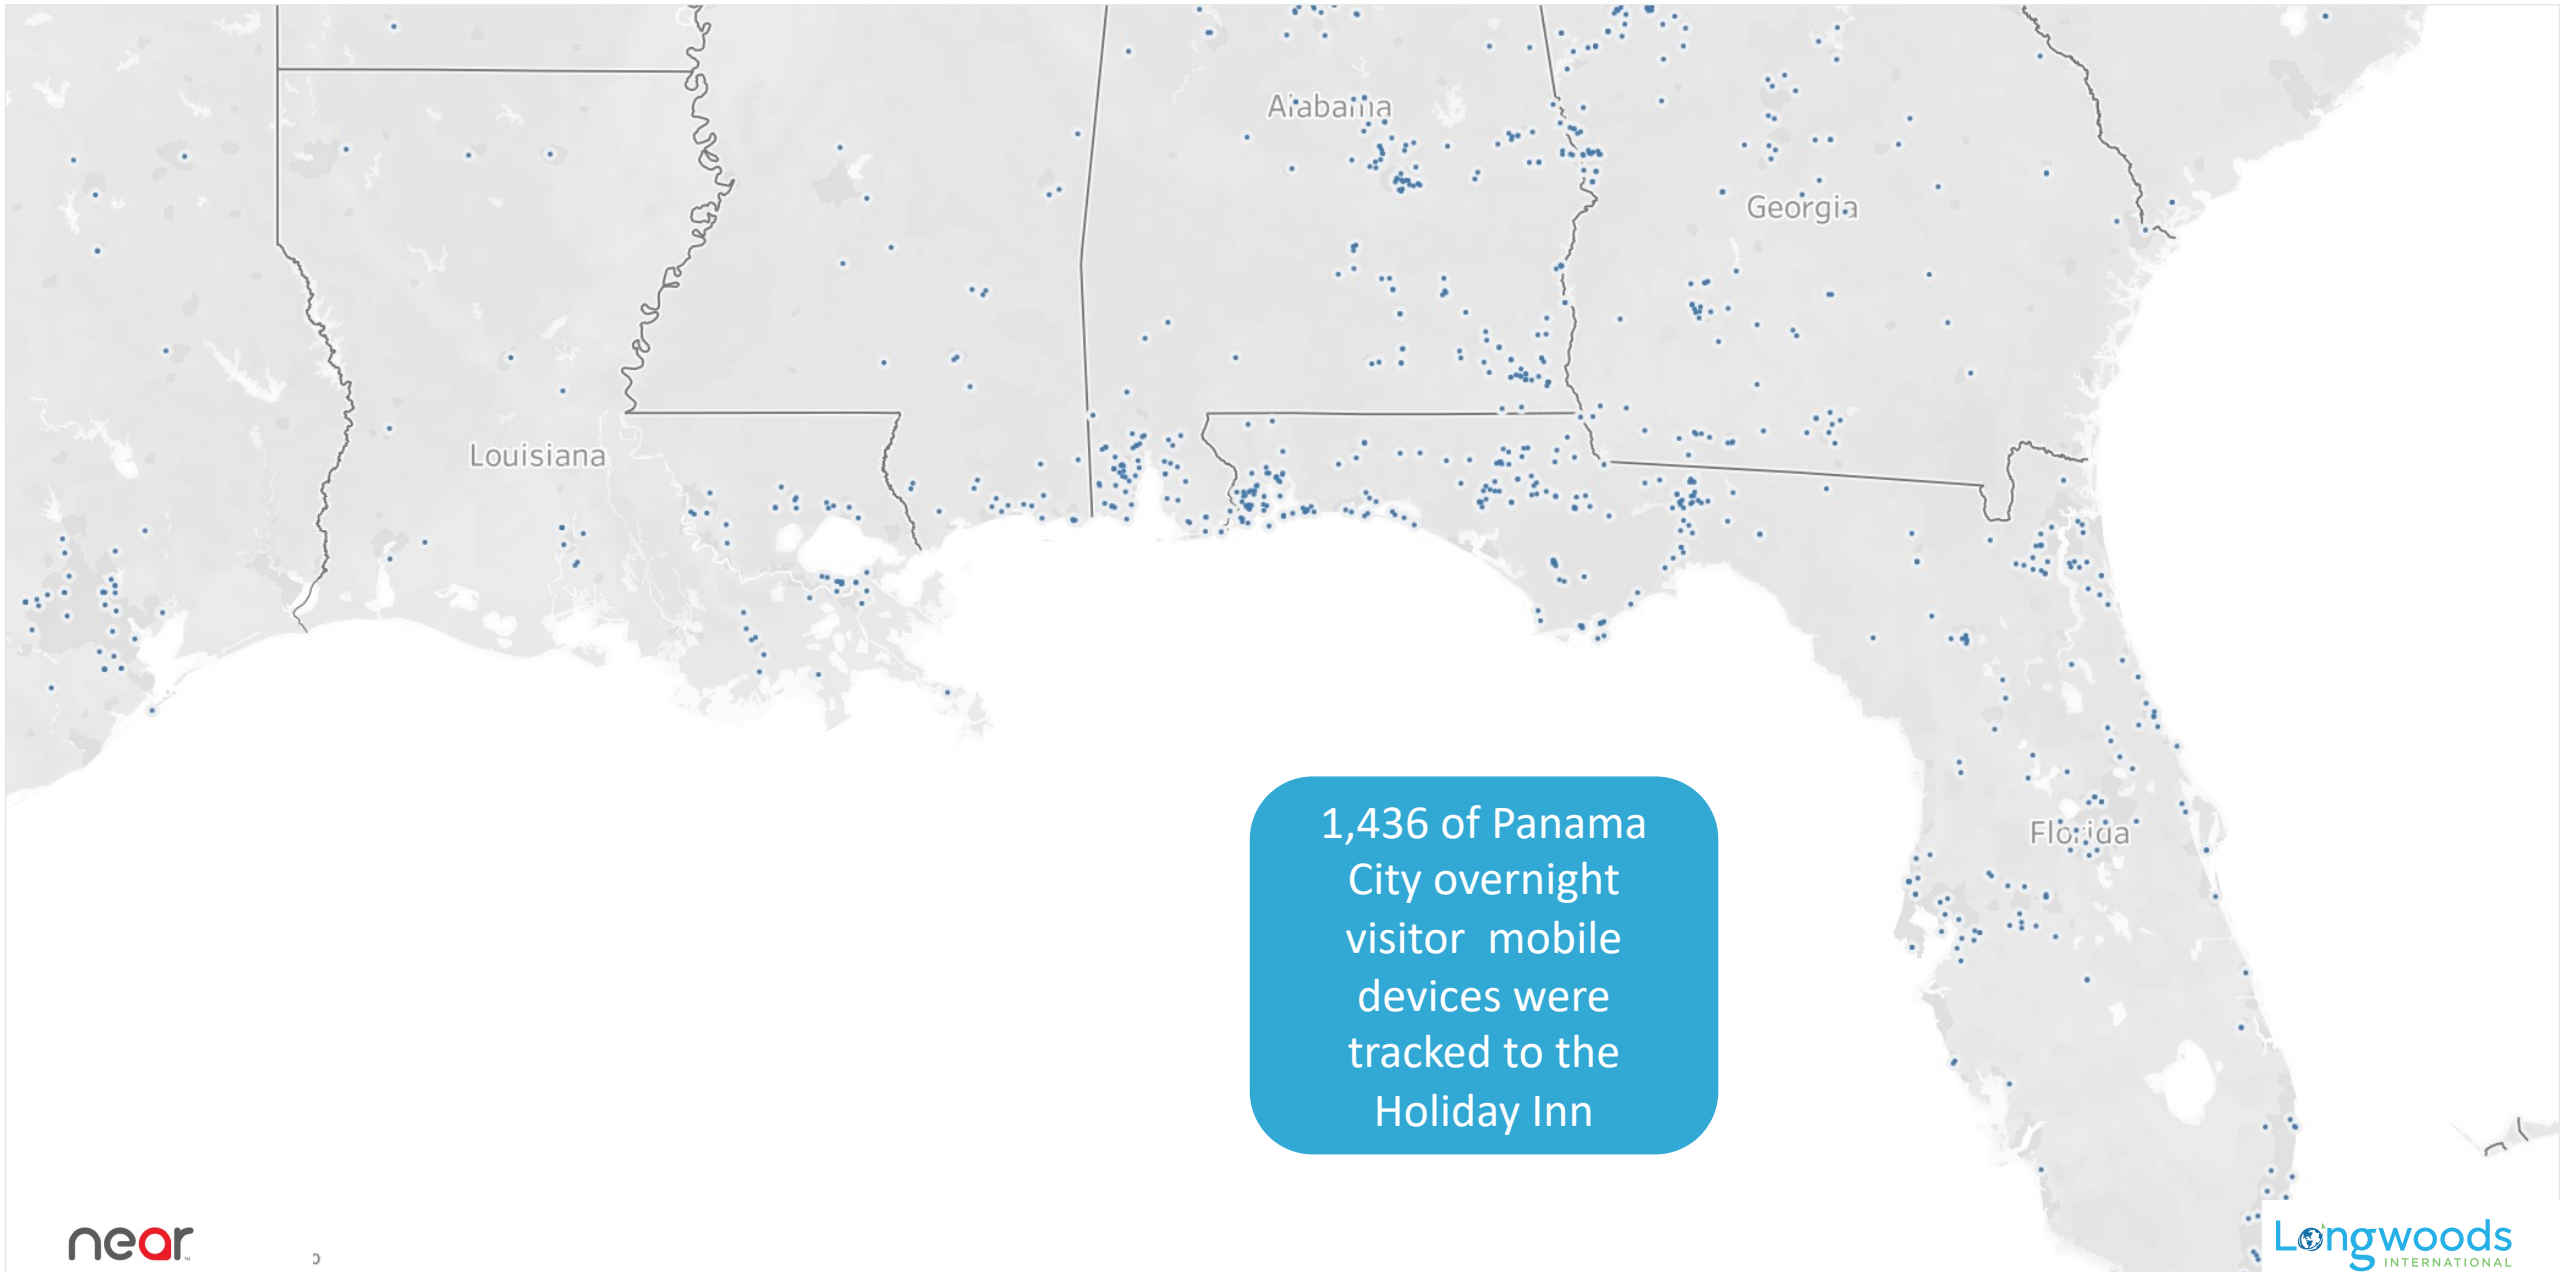 Alabama
Georgia
Louisiana
Florida
1,436 of Panama
City overnight
visitor  mobile
devices were
tracked to the
Holiday Inn
near
Longwoods
INTERNATIONAL